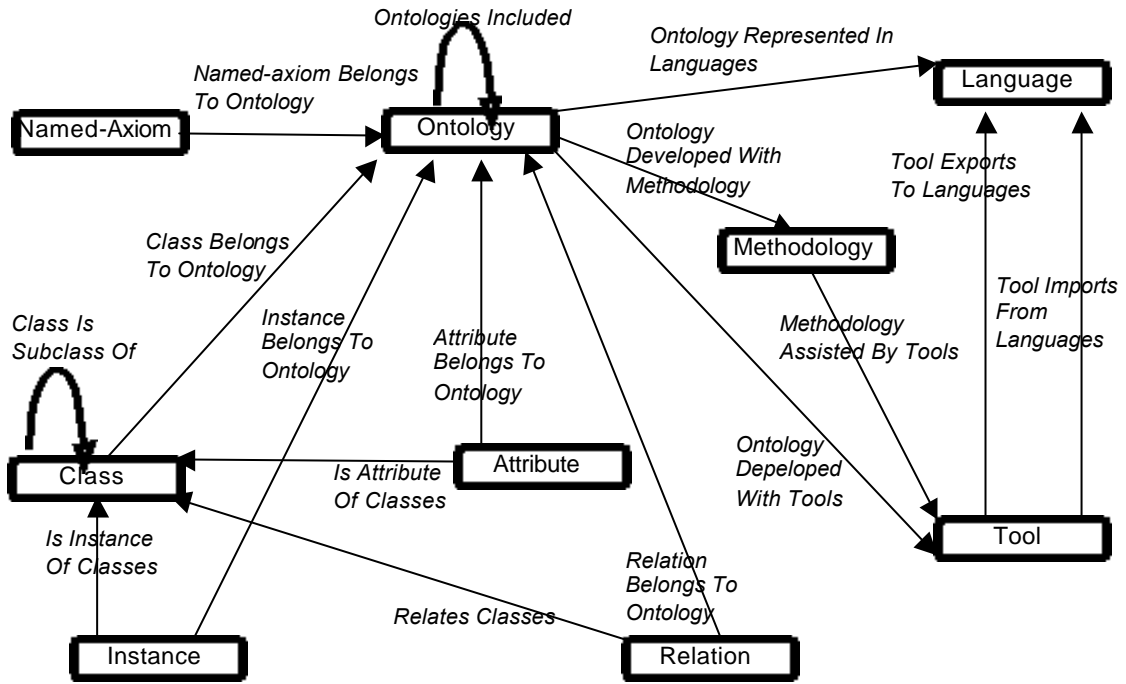 Ontologies Included
Ontology Represented In
Languages
Named-axiom Belongs
To Ontology
Language
Named-Axiom
Ontology
Ontology
Developed With
Methodology
Tool Exports
To Languages
Methodology
Class Belongs
To Ontology
Tool Imports
From
Languages
Class Is
Subclass Of
Instance
Belongs To
Ontology
Attribute
Belongs To
Ontology
Methodology
Assisted By Tools
Ontology
Depeloped
With Tools
Class
Is Attribute
Of Classes
Attribute
Is Instance
Of Classes
Tool
Relation
Belongs To
Ontology
Relates Classes
Instance
Relation